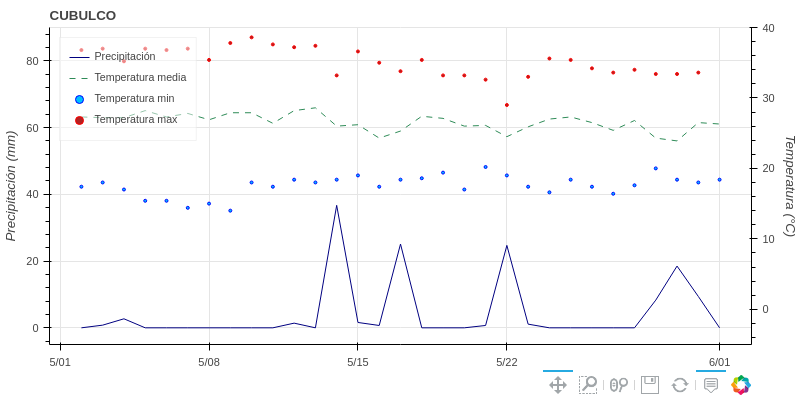 CUBULCO
Precipitación
Temperatura media
Temperatura min
Temperatura max
Precipitación (mm)
80
60
40
20
0
Temperatura (°C)
40
30
20
10
0
5/01
5/08
5/15
5/22
6/01